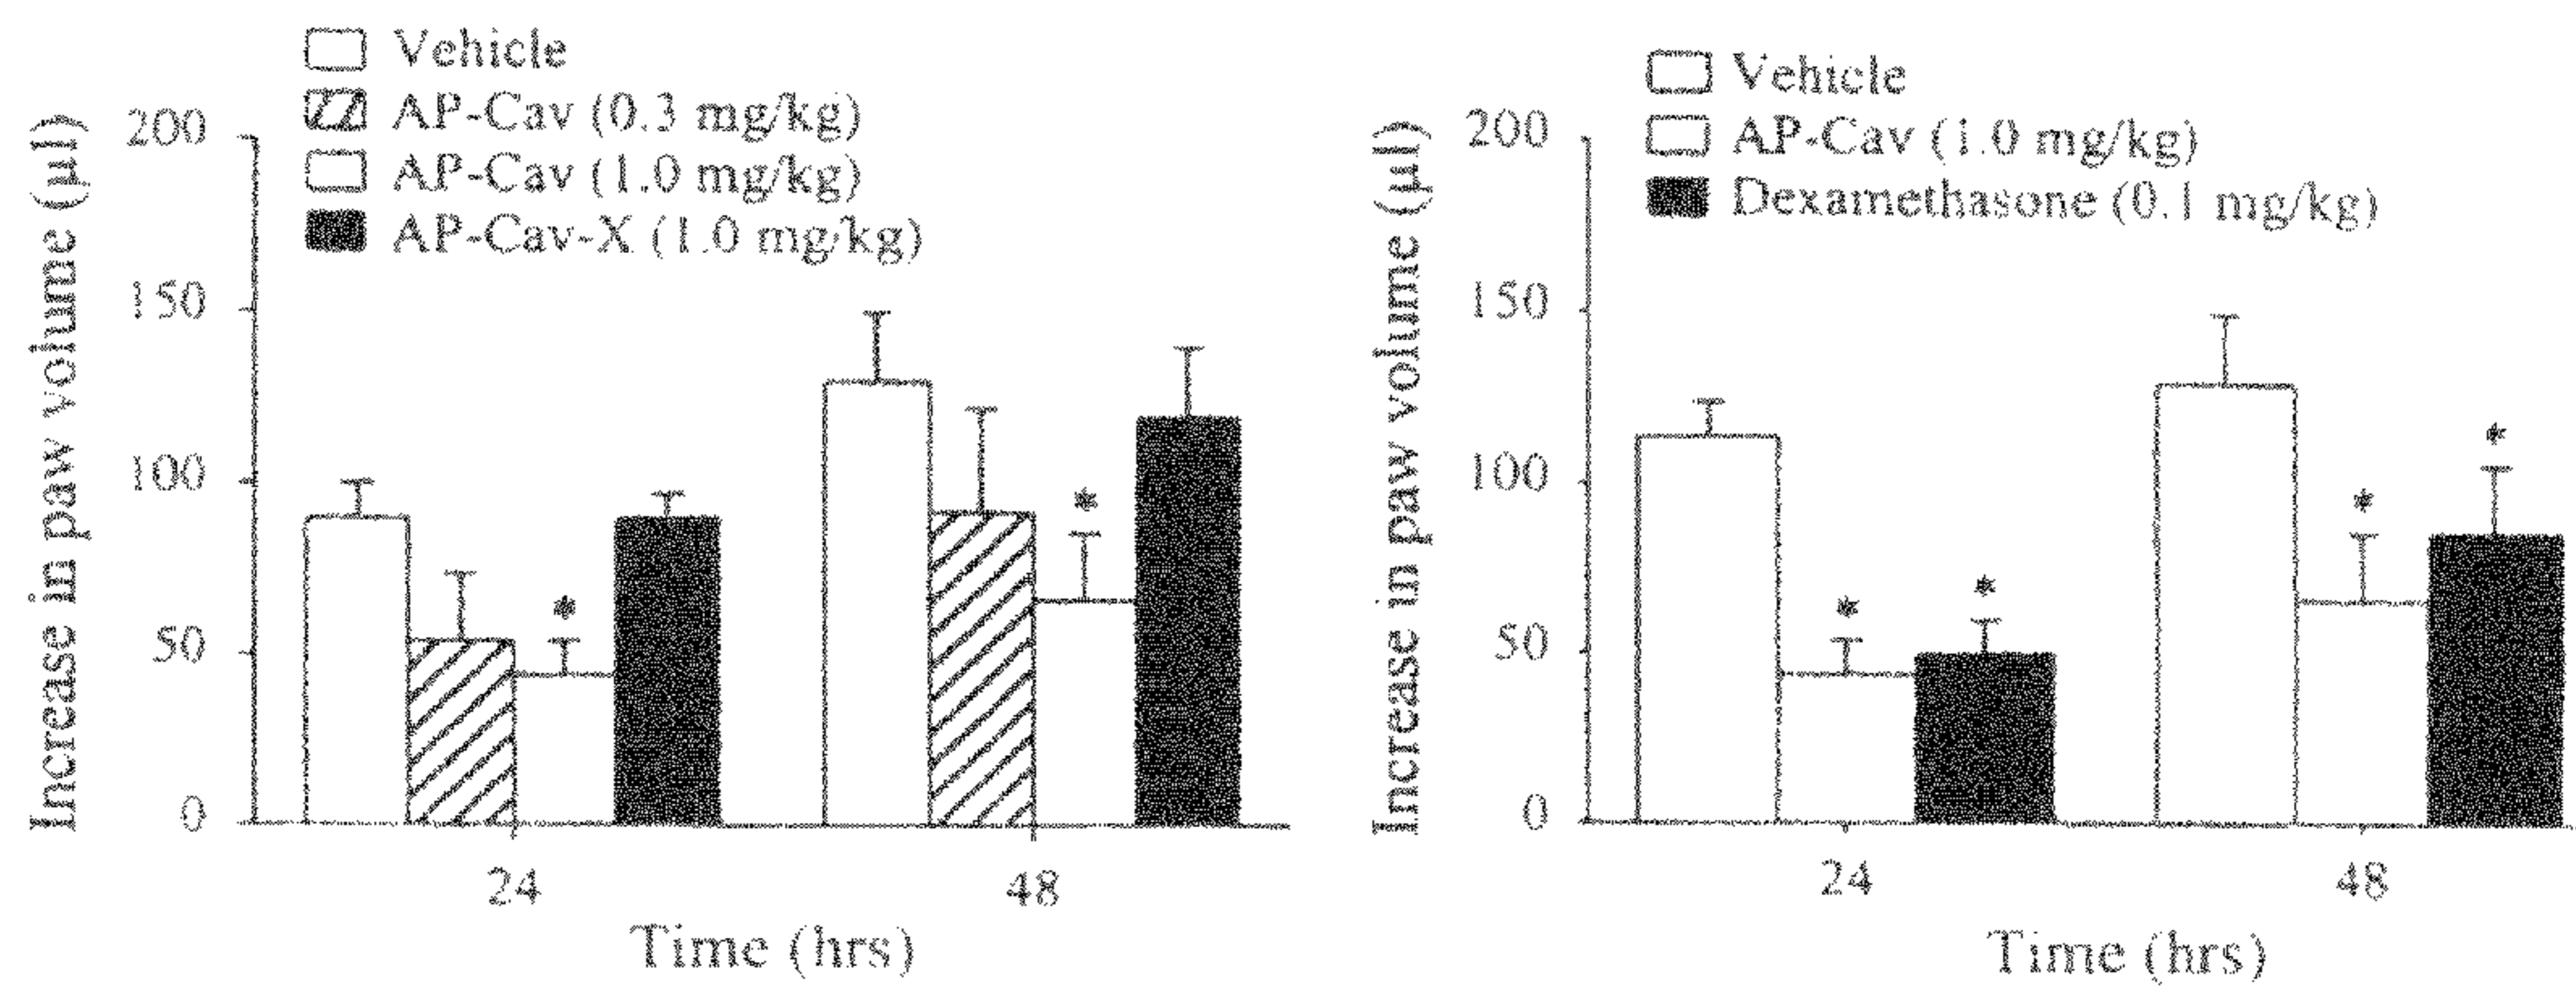 Vehicle
AP-Cav (0.3 mg/kg)
AP-Cav (1.0 mg/kg)
AP-Cav-X (1.0 mg/kg)
Increase in paw volume (µl)
200
150
100
50
0
*
*
24
48
Time (hrs)
Vehicle
AP-Cav (1.0 mg/kg)
Dexamethasone (0.1 mg/kg)
Increase in paw volume (µl)
200
150
100
50
0
*
*
*
*
24
48
Time (hrs)